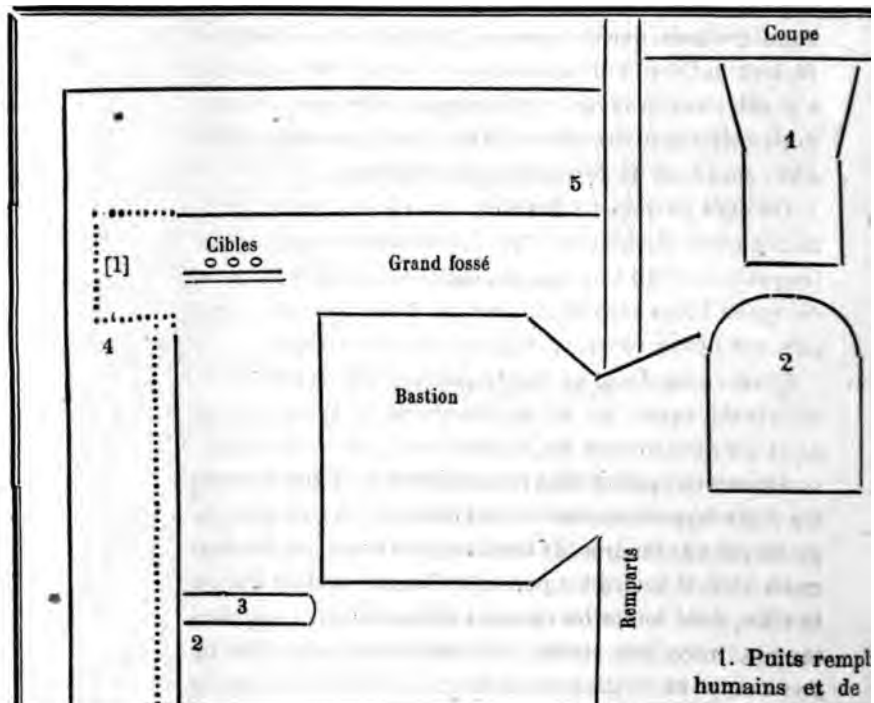 Coupe
1
5
Cibles
[1]
Grand fossé
4
2
Bastion
3
2
Remparts
1. Puits rempl
humains et de